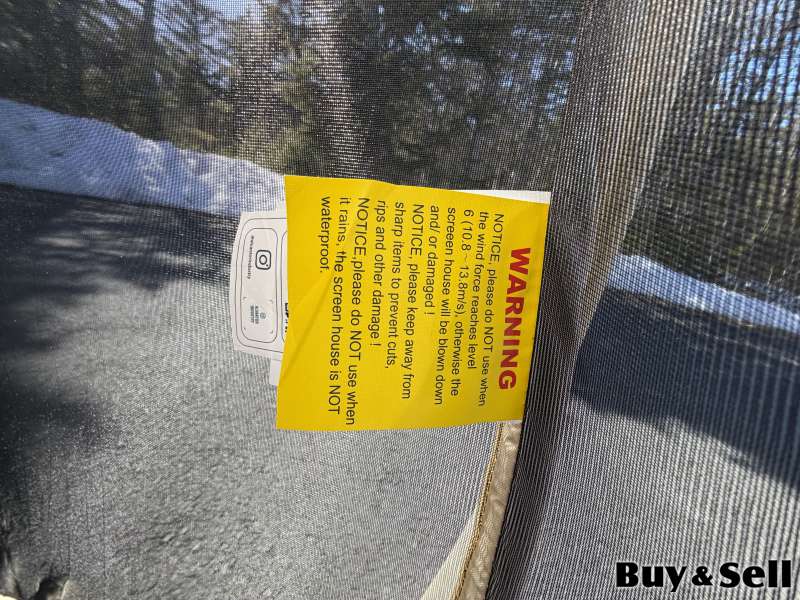 WARNING
NOTICE, please do NOT use when
the wind force reaches level
6 (10.8~13.8m/s), otherwise the
screeen house will be blown down
and/ or damaged !
NOTICE, please keep away from
sharp items to prevent cuts,
rips and other damage !
NOTICE,please do NOT use when
it rains, the screen house is NOT
waterproof.
Buy & Sell